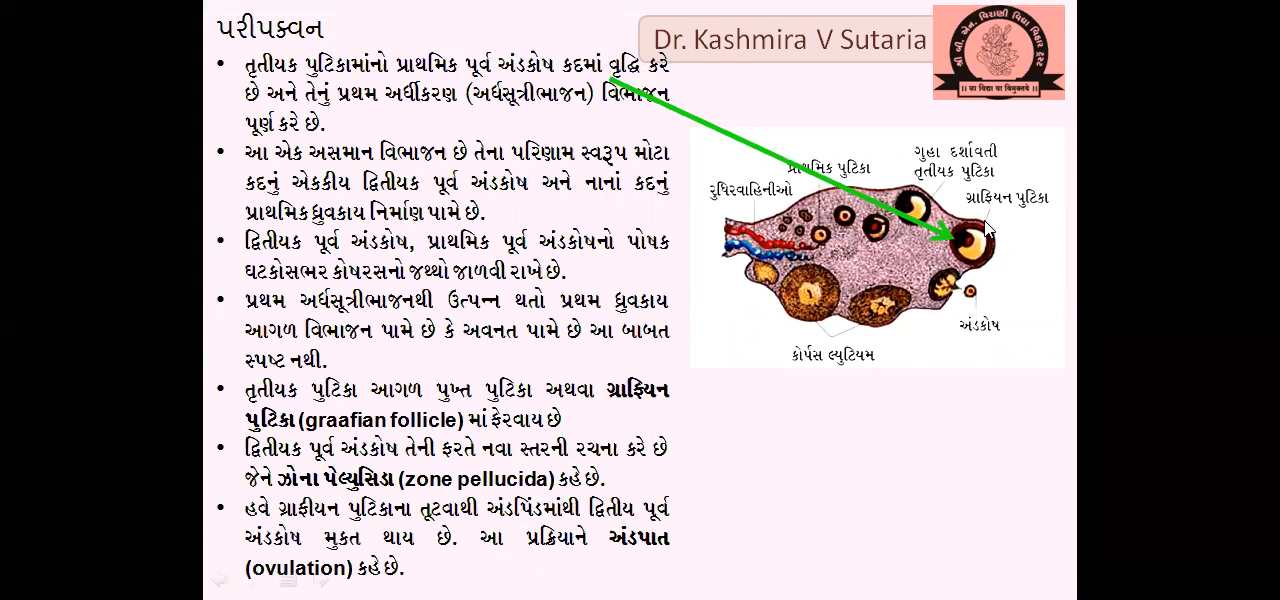 પરીપક્વન
Dr. Kashmira V Sutaria
શ્રી વી. એન. વિરાણી વિદ્યા વિહાર ટ્રસ્ટ
।। सा विद्या या विमुक्तये ।।
• તૃતીયક પુટિકામાંનો પ્રાથમિક પૂર્વ અંડકોષ કદમાં વૃદ્ધિ કરે
છે અને તેનું પ્રથમ અર્ધીકરણ (અર્ધસૂત્રીભાજન) વિભાજન
પૂર્ણ કરે છે.
• આ એક અસમાન વિભાજન છે તેના પરિણામ સ્વરૂપ મોટા
કદનું એકકીય દ્વિતીયક પૂર્વ અંડકોષ અને નાનાં કદનું
પ્રાથમિક ધ્રુવકાય નિર્માણ પામે છે.
• દ્વિતીયક પૂર્વ અંડકોષ, પ્રાથમિક પૂર્વ અંડકોષનો પોષક
ઘટકોસભર કોષરસનો જથ્થો જાળવી રાખે છે.
• પ્રથમ અર્ધસૂત્રીભાજનથી ઉત્પન્ન થતો પ્રથમ ધ્રુવકાય
આગળ વિભાજન પામે છે કે અવનત પામે છે આ બાબત
સ્પષ્ટ નથી.
• તૃતીયક પુટિકા આગળ પુખ્ત પુટિકા અથવા ગ્રાફિયન
પુટિકા (graafian follicle) માં ફેરવાય છે
• દ્વિતીયક પૂર્વ અંડકોષ તેની ફરતે નવા સ્તરની રચના કરે છે
જેને ઝોના પેલ્યુસિડા (zone pellucida) કહે છે.
• હવે ગ્રાફીયન પુટિકાના તૂટવાથી અંડપિંડમાંથી દ્વિતીય પૂર્વ
અંડકોષ મુકત થાય છે. આ પ્રક્રિયાને અંડપાત
(ovulation) કહે છે.
ગુહા દર્શાવતી
તૃતીયક પુટિકા
પ્રાથમિક પુટિકા
રુધિરવાહિનીઓ
ગ્રાફિયન પુટિકા
અંડકોષ
કોર્પસ લ્યુટિયમ